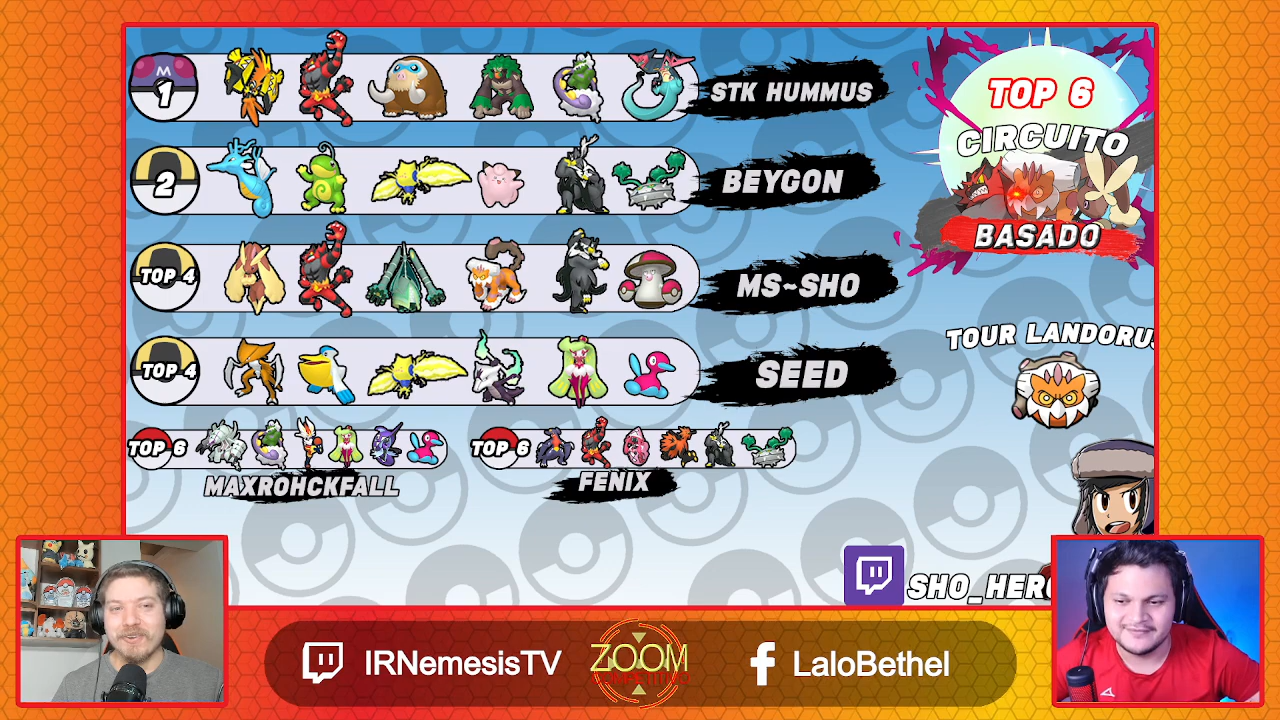 M
1
STK HUMMUS
TOP 6
CIRCUITO
BASADO
2
BEYGON
TOP 4
MS~SHO
TOUR LANDORUS
TOP 4
SEED
TOP 6
MAXROHCKFALL
TOP 6
FENIX
SHO_HERO
IRNemesisTV
ZOOM
COMPETITIVO
LaloBethel